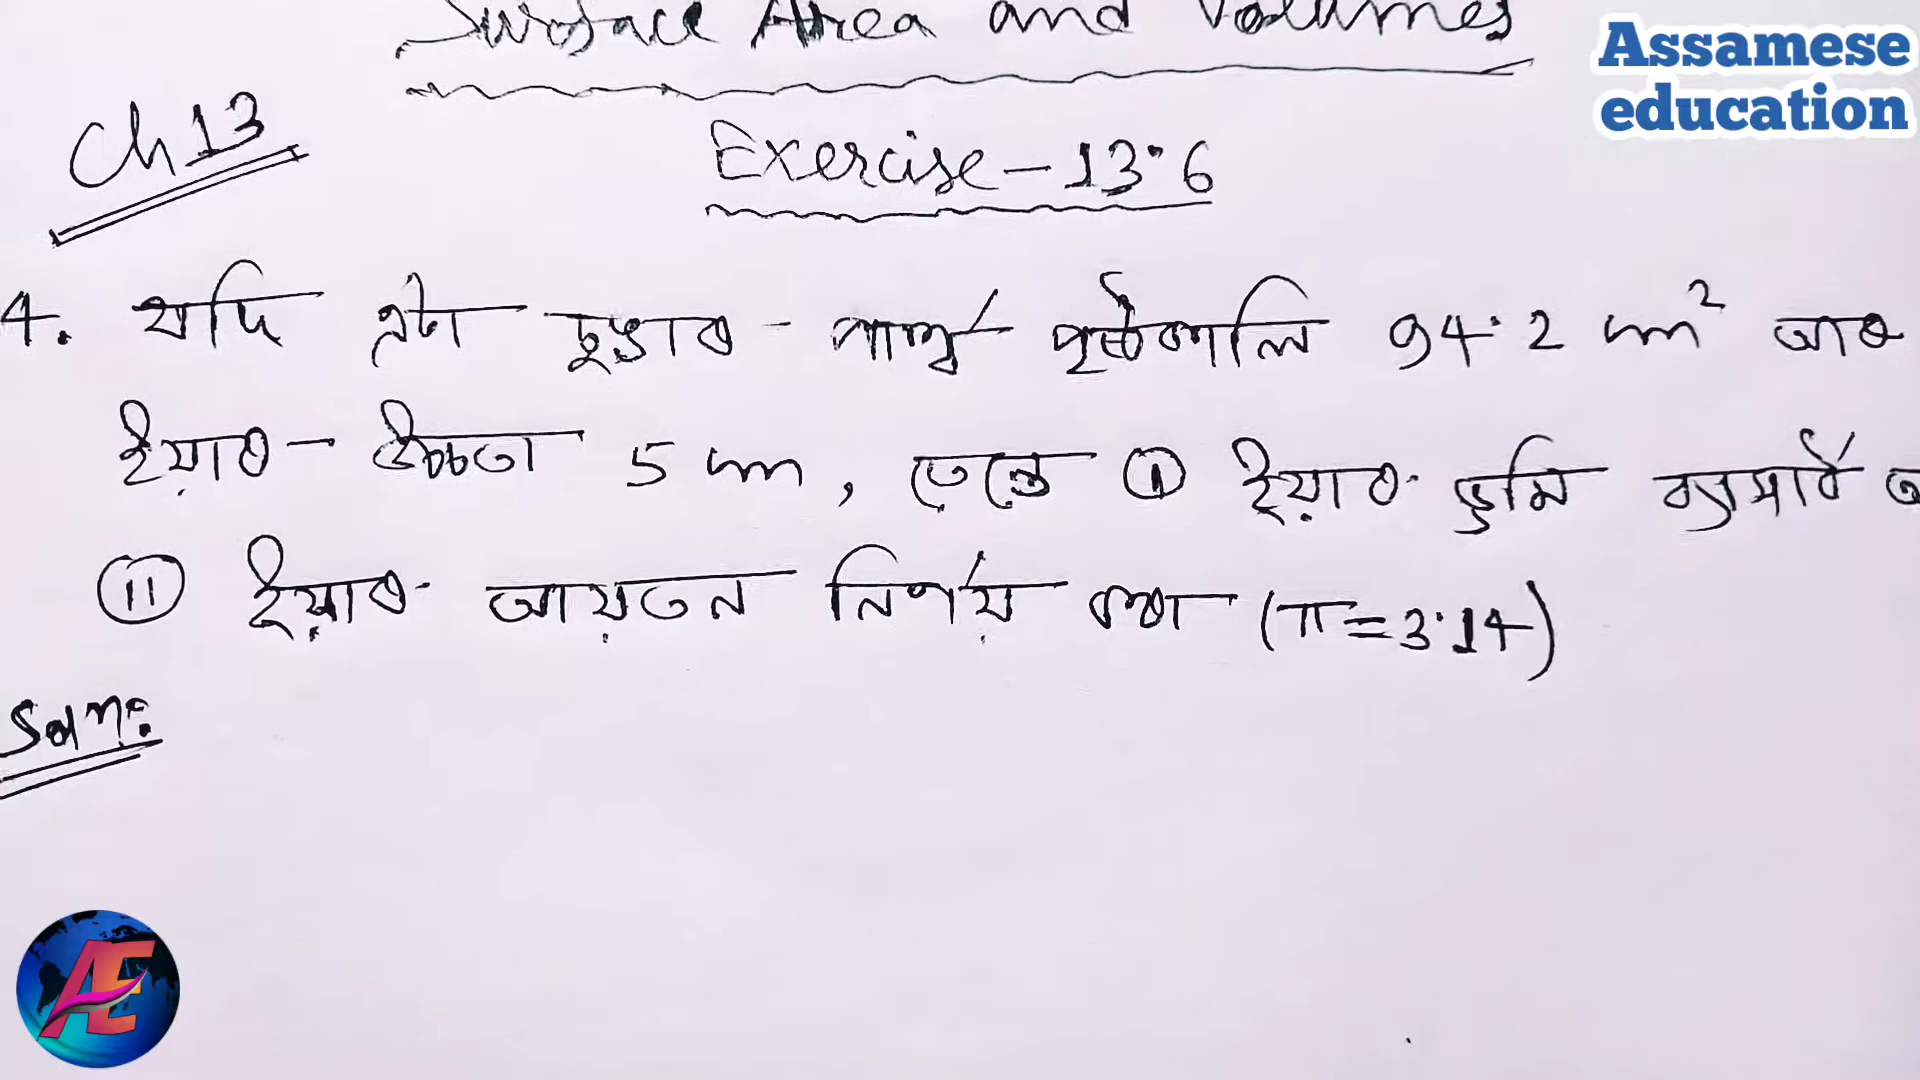 Surface Area and Volumes
Assamese
education
Ch 13
Exercise - 13.6
4. যদি এটা চুঙাৰ পাৰ্শ্ব পৃষ্ঠকালি 94.2 cm² আৰু
ইয়াৰ উচ্চতা 5 cm, তেন্তে (i) ইয়াৰ ভূমি ব্যাসাৰ্ধ
(ii) ইয়াৰ আয়তন নিৰ্ণয় কৰা (π = 3.14)
Solⁿ:
AE